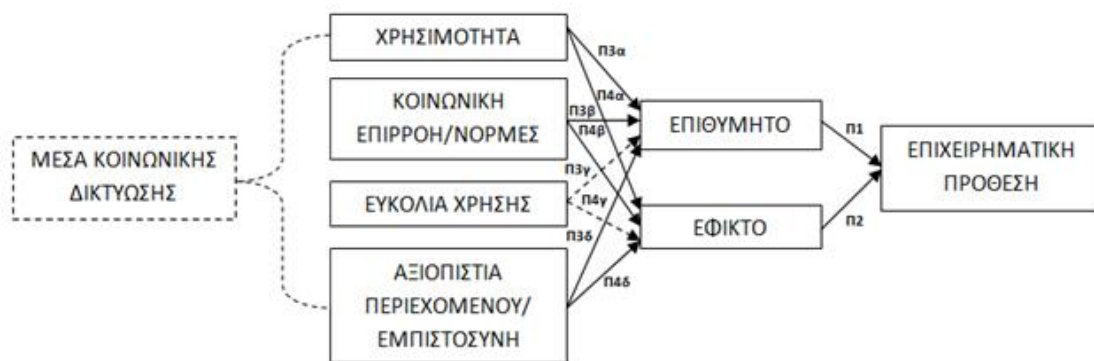 ΜΕΣΑ ΚΟΙΝΩΝΙΚΗΣ
ΔΙΚΤΥΩΣΗΣ
ΧΡΗΣΙΜΟΤΗΤΑ
ΚΟΙΝΩΝΙΚΗ
ΕΠΙΡΡΟΗ/ΝΟΡΜΕΣ
ΕΥΚΟΛΙΑ ΧΡΗΣΗΣ
ΑΞΙΟΠΙΣΤΙΑ
ΠΕΡΙΕΧΟΜΕΝΟΥ/
ΕΜΠΙΣΤΟΣΥΝΗ
Π3α
Π4α
Π3β
Π4β
Π3γ
Π4γ
Π3δ
Π4δ
ΕΠΙΘΥΜΗΤΟ
ΕΦΙΚΤΟ
Π1
Π2
ΕΠΙΧΕΙΡΗΜΑΤΙΚΗ
ΠΡΟΘΕΣΗ